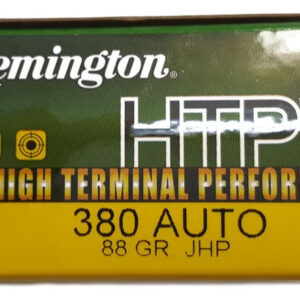 emington®
HTP
HIGH TERMINAL PERFOR
380 AUTO
88 GR. JHP